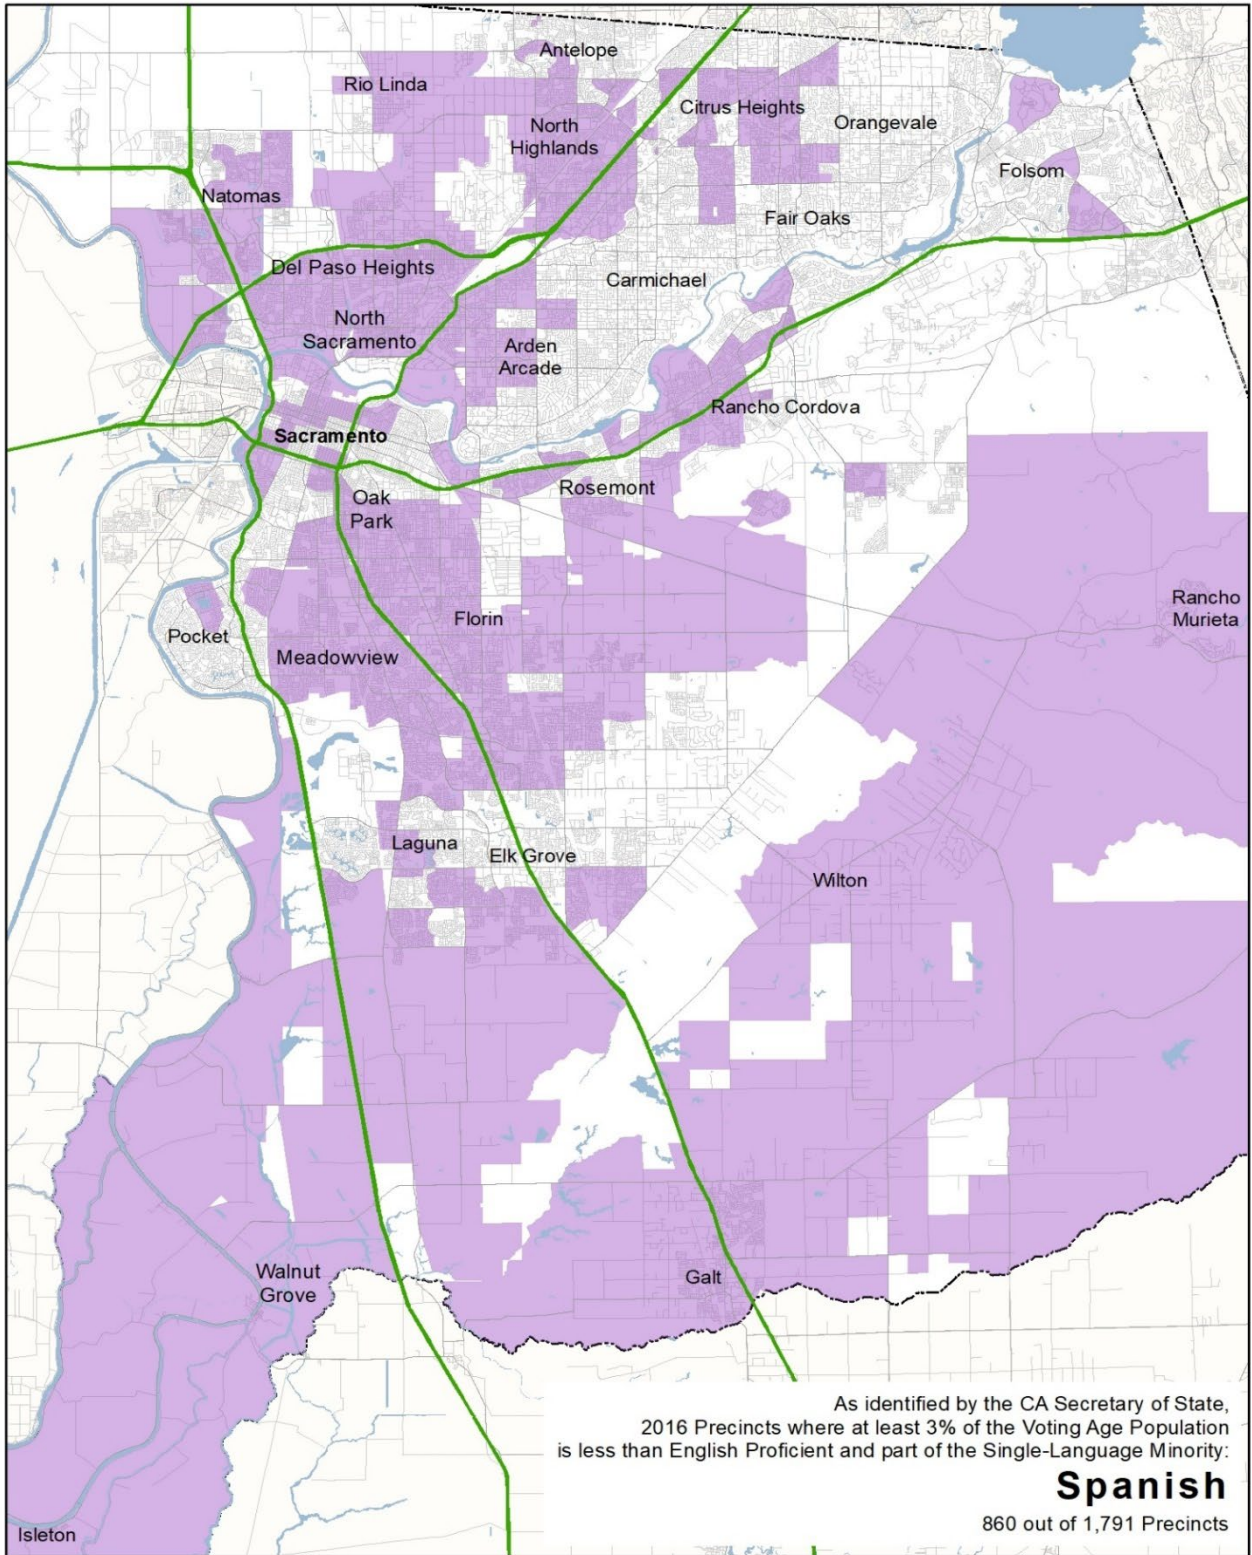 Antelope
Rio Linda
Citrus Heights
North
Highlands
Orangevale
Folsom
Natomas
Fair Oaks
Del Paso Heights
Carmichael
North
Sacramento
Arden
Arcade
Rancho Cordova
Sacramento
Rosemont
Oak
Park
Rancho
Murieta
Florin
Pocket
Meadowview
Laguna
Elk Grove
Wilton
Walnut
Grove
Galt
As identified by the CA Secretary of State,
2016 Precincts where at least 3% of the Voting Age Population
is less than English Proficient and part of the Single-Language Minority:
Spanish
860 out of 1,791 Precincts
Isleton